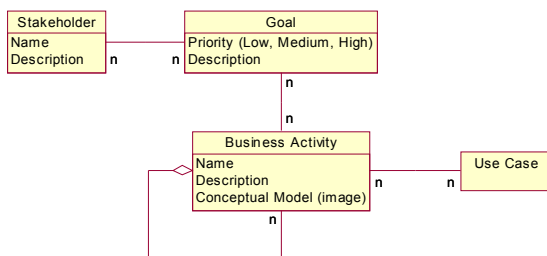 Stakeholder
Name
Description
Goal
Priority (Low, Medium, High)
Description
n
n
n
n
Business Activity
Name
Description
Conceptual Model (image)
Use Case
n
n
n